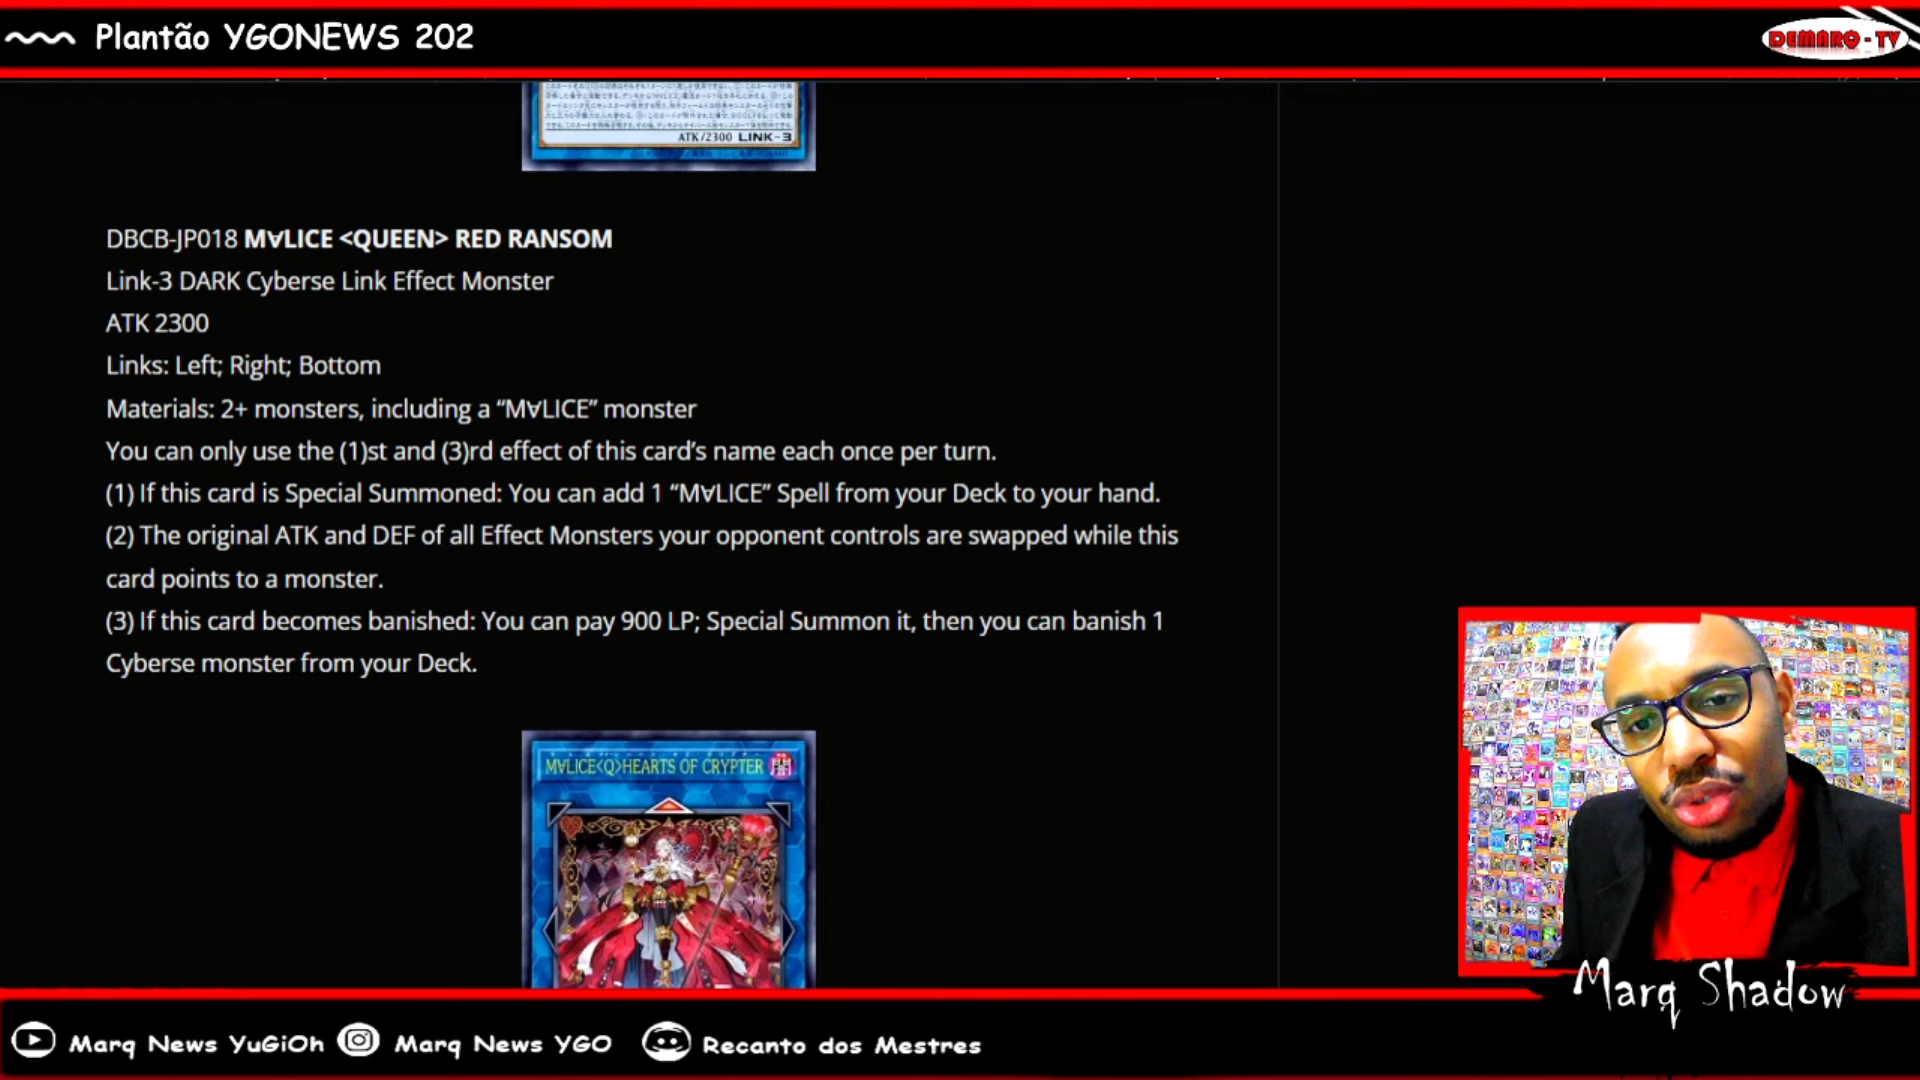 Plantão YGONEWS 202
DEMARQ-TV
ATK/2300 LINK-3
DBCB-JP018 M∀LICE <QUEEN> RED RANSOM
Link-3 DARK Cyberse Link Effect Monster
ATK 2300
Links: Left; Right; Bottom
Materials: 2+ monsters, including a “M∀LICE” monster
You can only use the (1)st and (3)rd effect of this card’s name each once per turn.
(1) If this card is Special Summoned: You can add 1 “M∀LICE” Spell from your Deck to your hand.
(2) The original ATK and DEF of all Effect Monsters your opponent controls are swapped while this
card points to a monster.
(3) If this card becomes banished: You can pay 900 LP; Special Summon it, then you can banish 1
Cyberse monster from your Deck.
M∀LICE<Q>HEARTS OF CRYPTER
闇
Marq Shadow
Marq News YuGiOh
Marq News YGO
Recanto dos Mestres